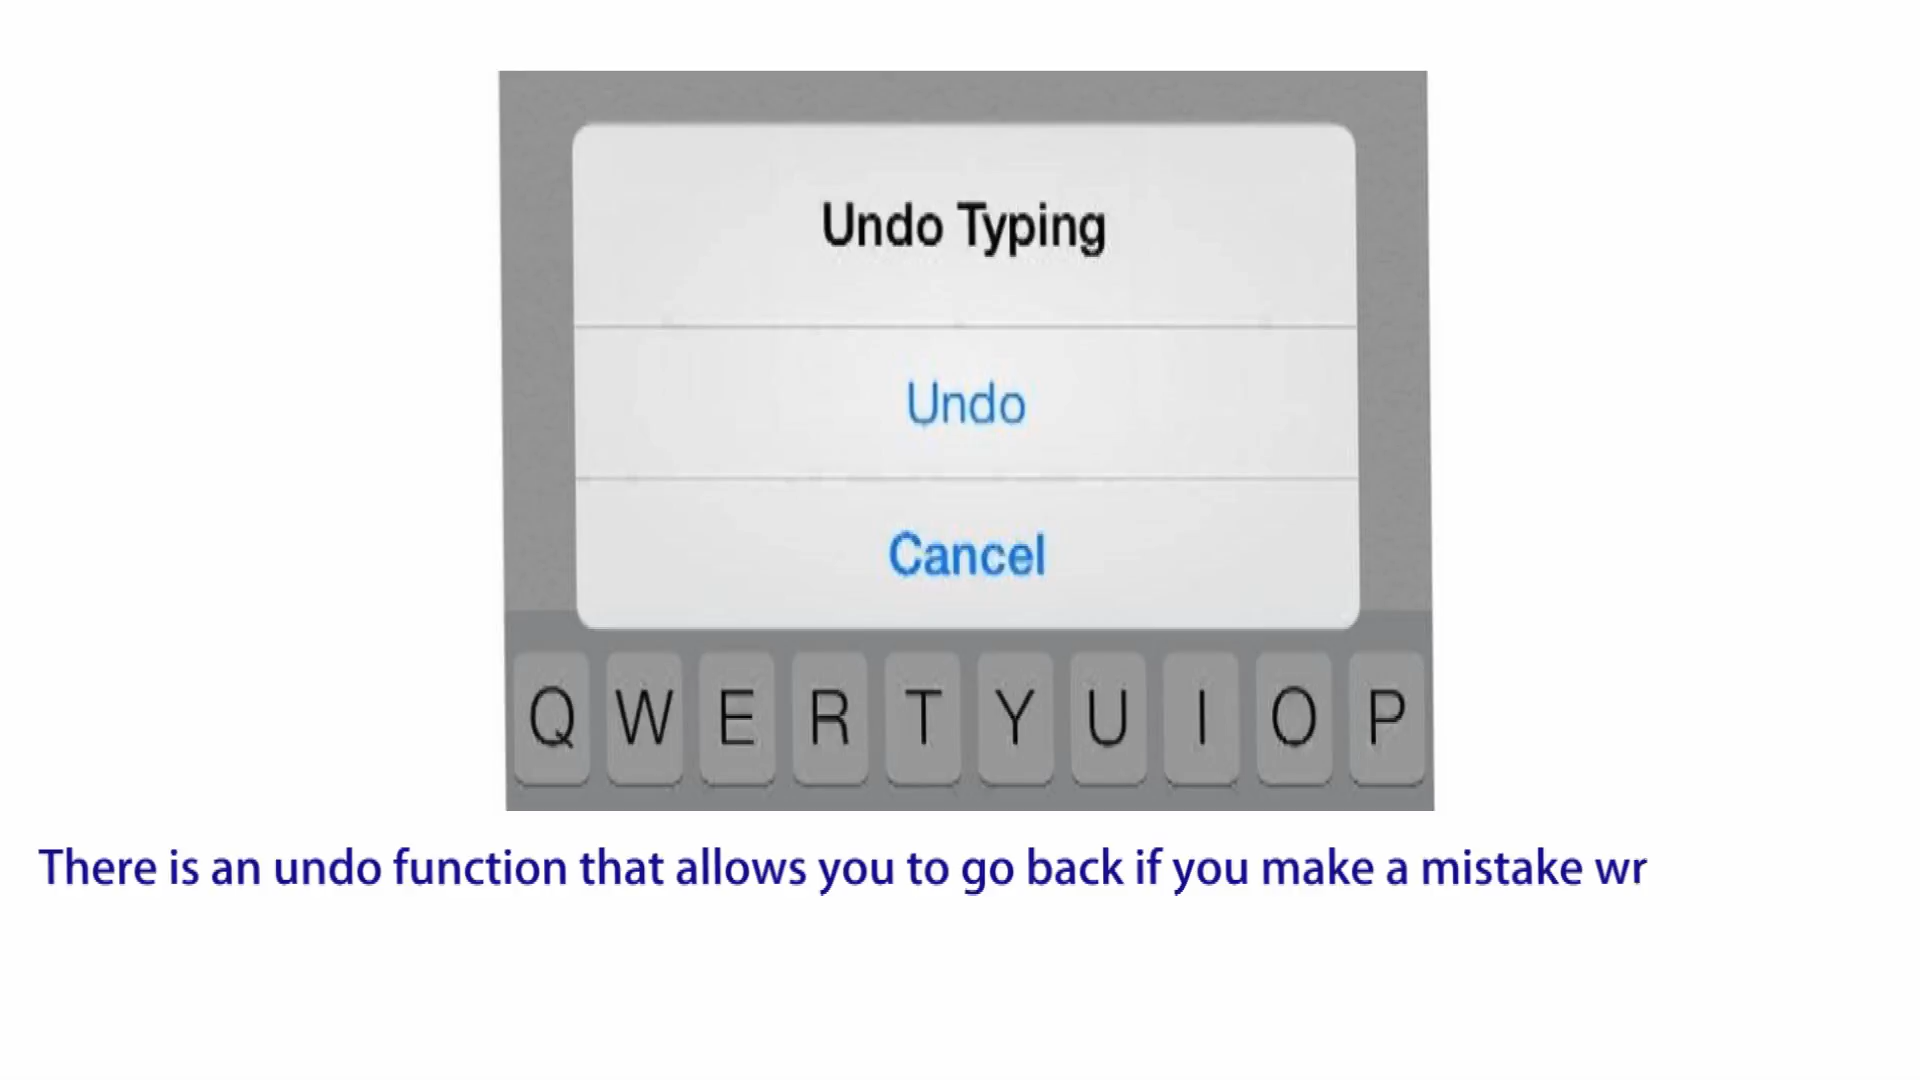 Undo Typing
Undo
Cancel
Q W E R T Y U I O P
There is an undo function that allows you to go back if you make a mistake wr